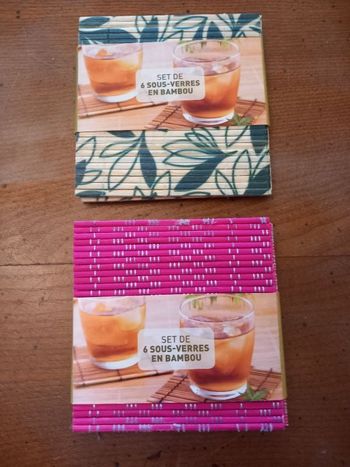 SET DE
6 SOUS-VERRES
EN BAMBOU
SET DE
6 SOUS-VERRES
EN BAMBOU